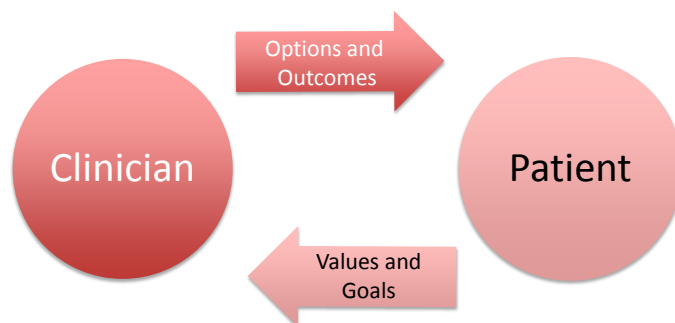 Options and
Outcomes
Clinician
Patient
Values and
Goals